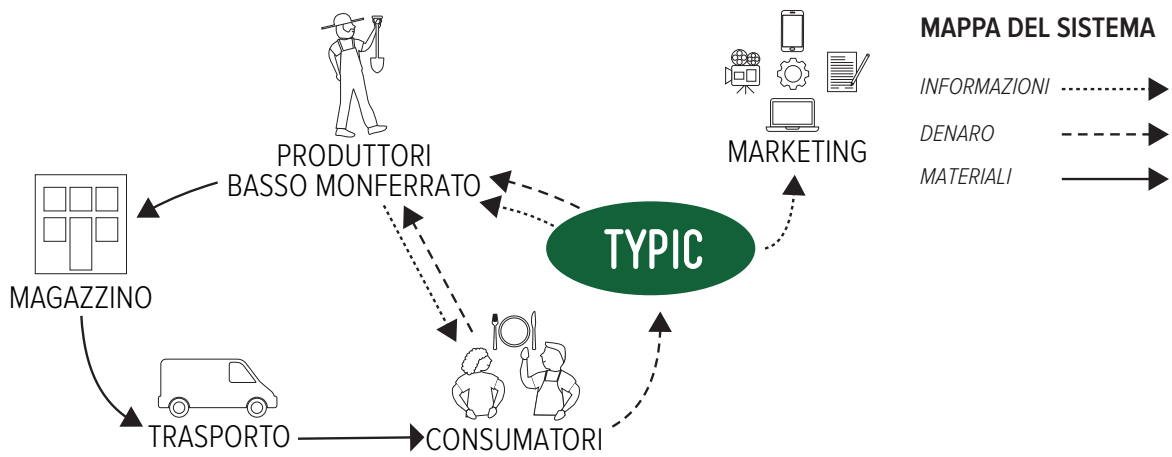 MAPPA DEL SISTEMA
INFORMAZIONI
DENARO
MATERIALI
PRODUTTORI
BASSO MONFERRATO
MARKETING
TYPIC
MAGAZZINO
TRASPORTO
CONSUMATORI